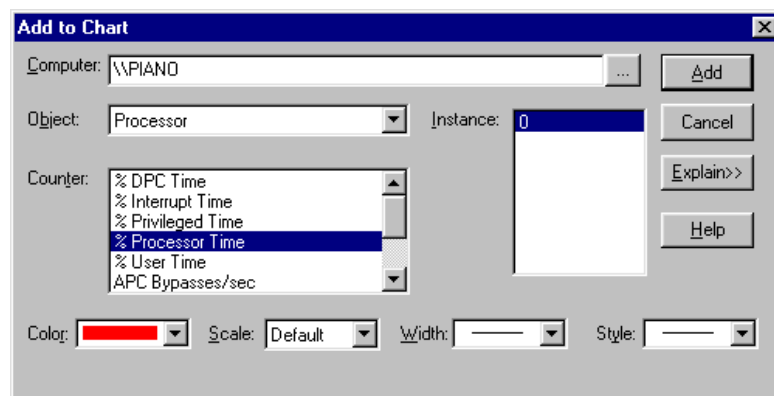 Add to Chart
Computer: \\PIANO ... Add
Object: Processor Instance: 0 Cancel
Counter: % DPC Time Explain>>
% Interrupt Time
% Privileged Time
% Processor Time Help
% User Time
APC Bypasses/sec
Color: Scale: Default Width: Style: